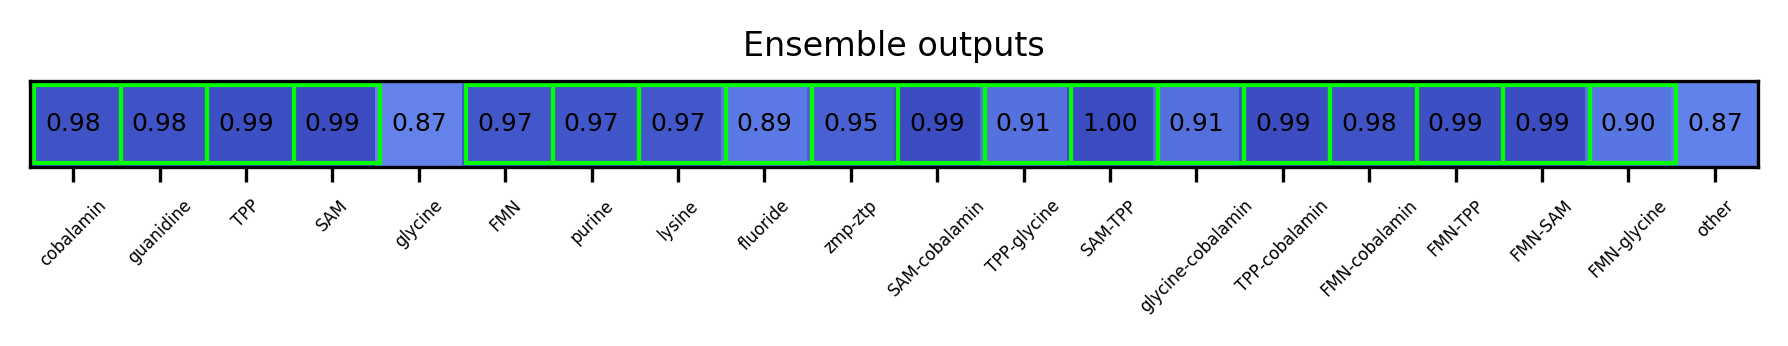 Ensemble outputs
0.98 0.98 0.99 0.99 0.87 0.97 0.97 0.97 0.89 0.95 0.99 0.91 1.00 0.91 0.99 0.98 0.99 0.99 0.90 0.87
cobalamin guanidine TPP SAM glycine FMN purine lysine fluoride zmp-ztp SAM-cobalamin TPP-glycine SAM-TPP glycine-cobalamin TPP-cobalamin FMN-cobalamin FMN-TPP FMN-SAM FMN-glycine other